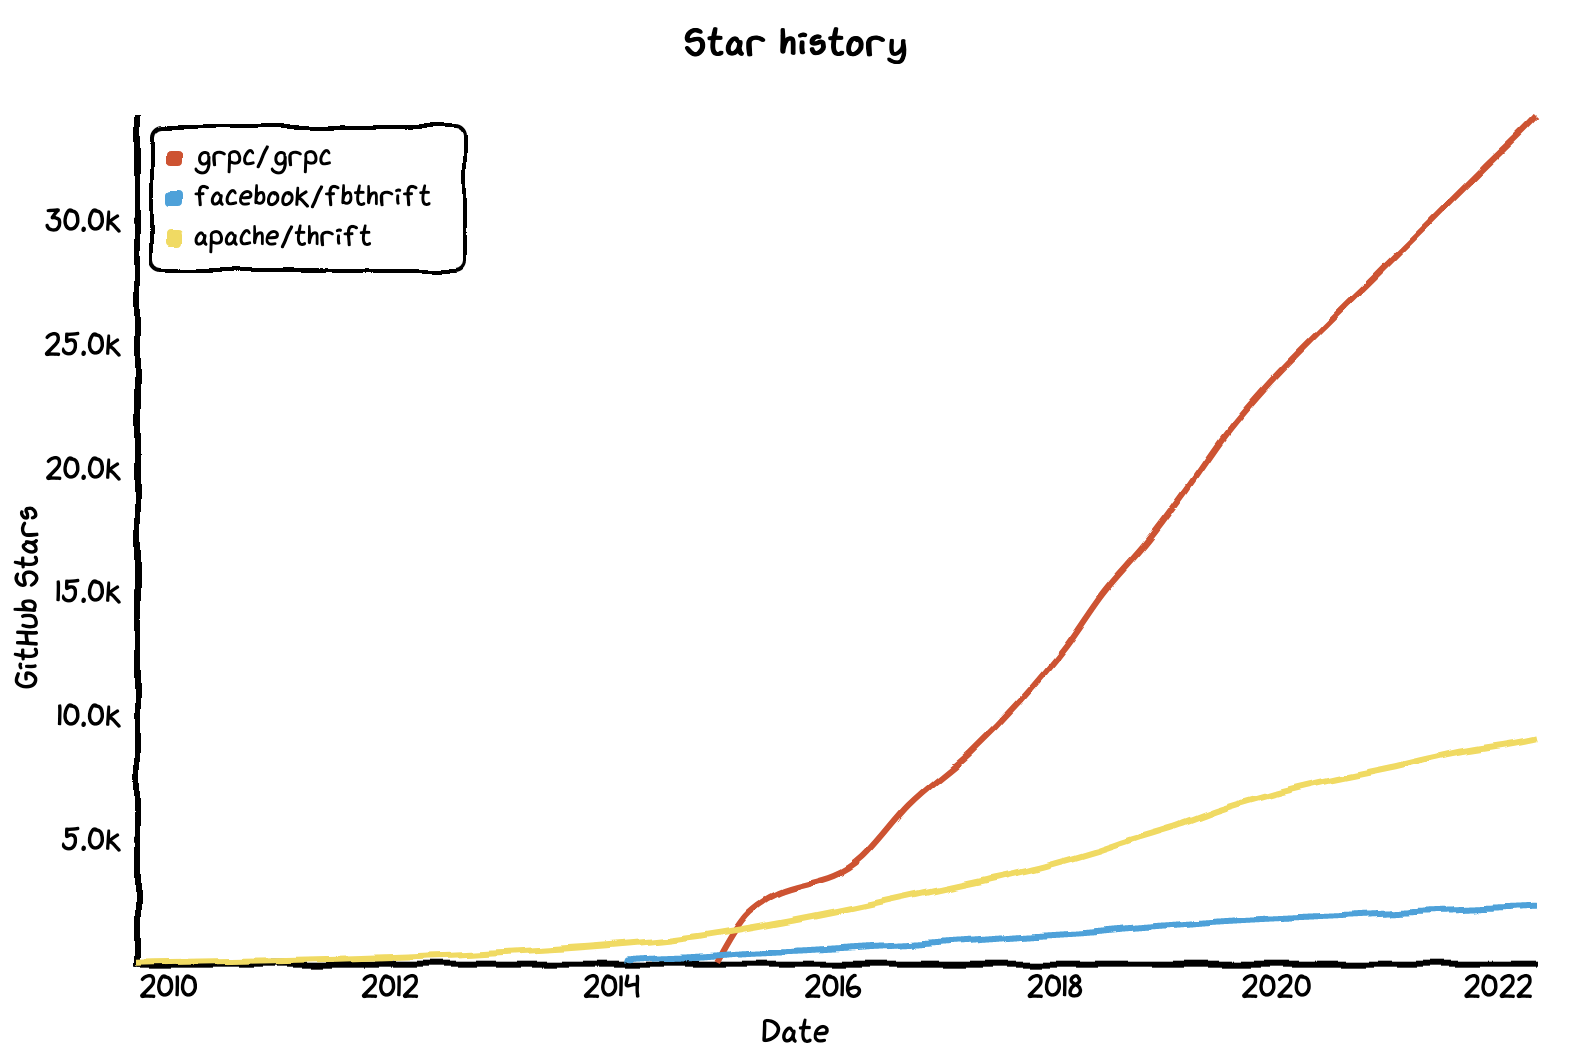 Star history
grpc/grpc
facebook/fbthrift
apache/thrift
30.0k
25.0k
20.0k
15.0k
10.0k
5.0k
GitHub Stars
2010 2012 2014 2016 2018 2020 2022
Date